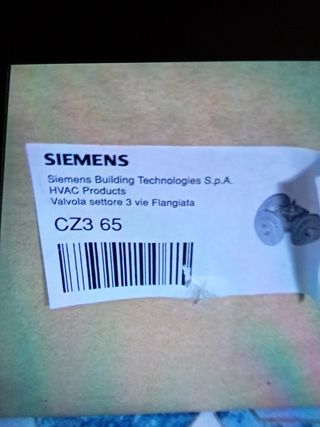 SIEMENS
Siemens Building Technologies S.p.A.
HVAC Products
Valvola settore 3 vie Flangiata
CZ3 65